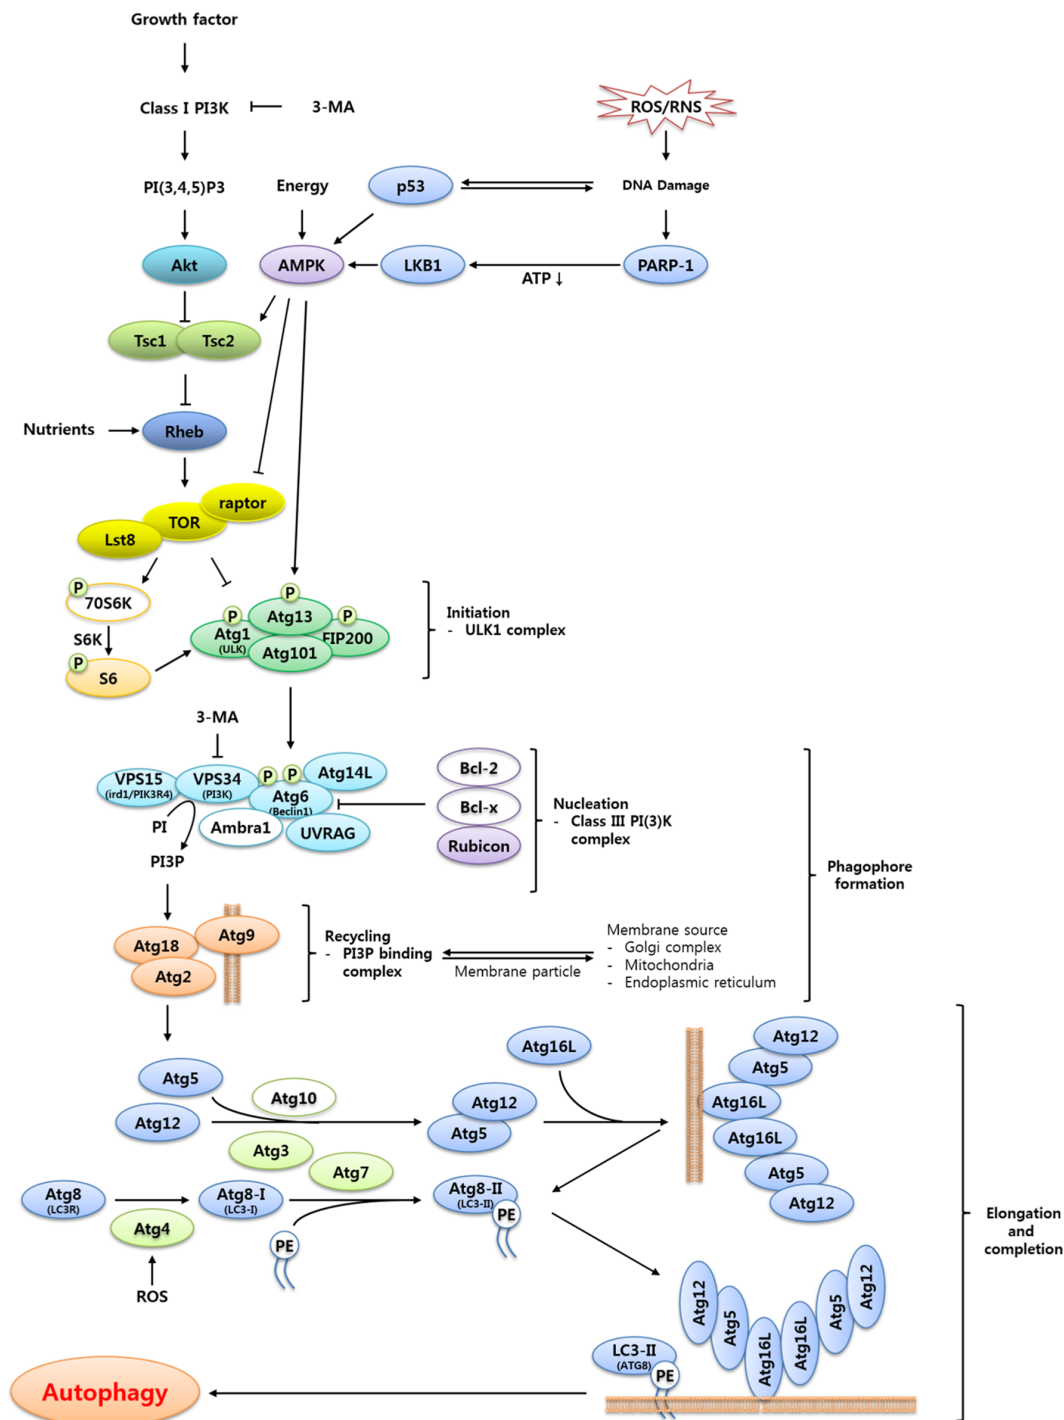 Growth factor
Class I PI3K
3-MA
ROS/RNS
PI(3,4,5)P3
Energy
p53
DNA Damage
Akt
AMPK
LKB1
ATP ↓
PARP-1
Tsc1
Tsc2
Nutrients
Rheb
raptor
TOR
Lst8
P
70S6K
S6K
P
S6
P
P
P
Atg13
Atg1
(ULK)
FIP200
Atg101
Initiation
- ULK1 complex
3-MA
VPS15
(ird1/PIK3R4)
VPS34
(PI3K)
P
P
Atg14L
Atg6
(Beclin1)
Ambra1
UVRAG
PI
PI3P
Bcl-2
Bcl-x
Rubicon
Nucleation
- Class III PI(3)K
complex
Phagophore
formation
Atg18
Atg9
Atg2
Recycling
- PI3P binding
complex
Membrane particle
Membrane source
- Golgi complex
- Mitochondria
- Endoplasmic reticulum
Atg5
Atg12
Atg10
Atg3
Atg7
Atg12
Atg5
Atg16L
Atg12
Atg5
Atg16L
Atg16L
Atg5
Atg12
Atg8
(LC3R)
Atg4
ROS
Atg8-I
(LC3-I)
PE
Atg8-II
(LC3-II)
PE
Elongation
and
completion
Atg12
Atg5
Atg16L
Atg16L
Atg5
Atg12
LC3-II
(ATG8)
PE
Autophagy